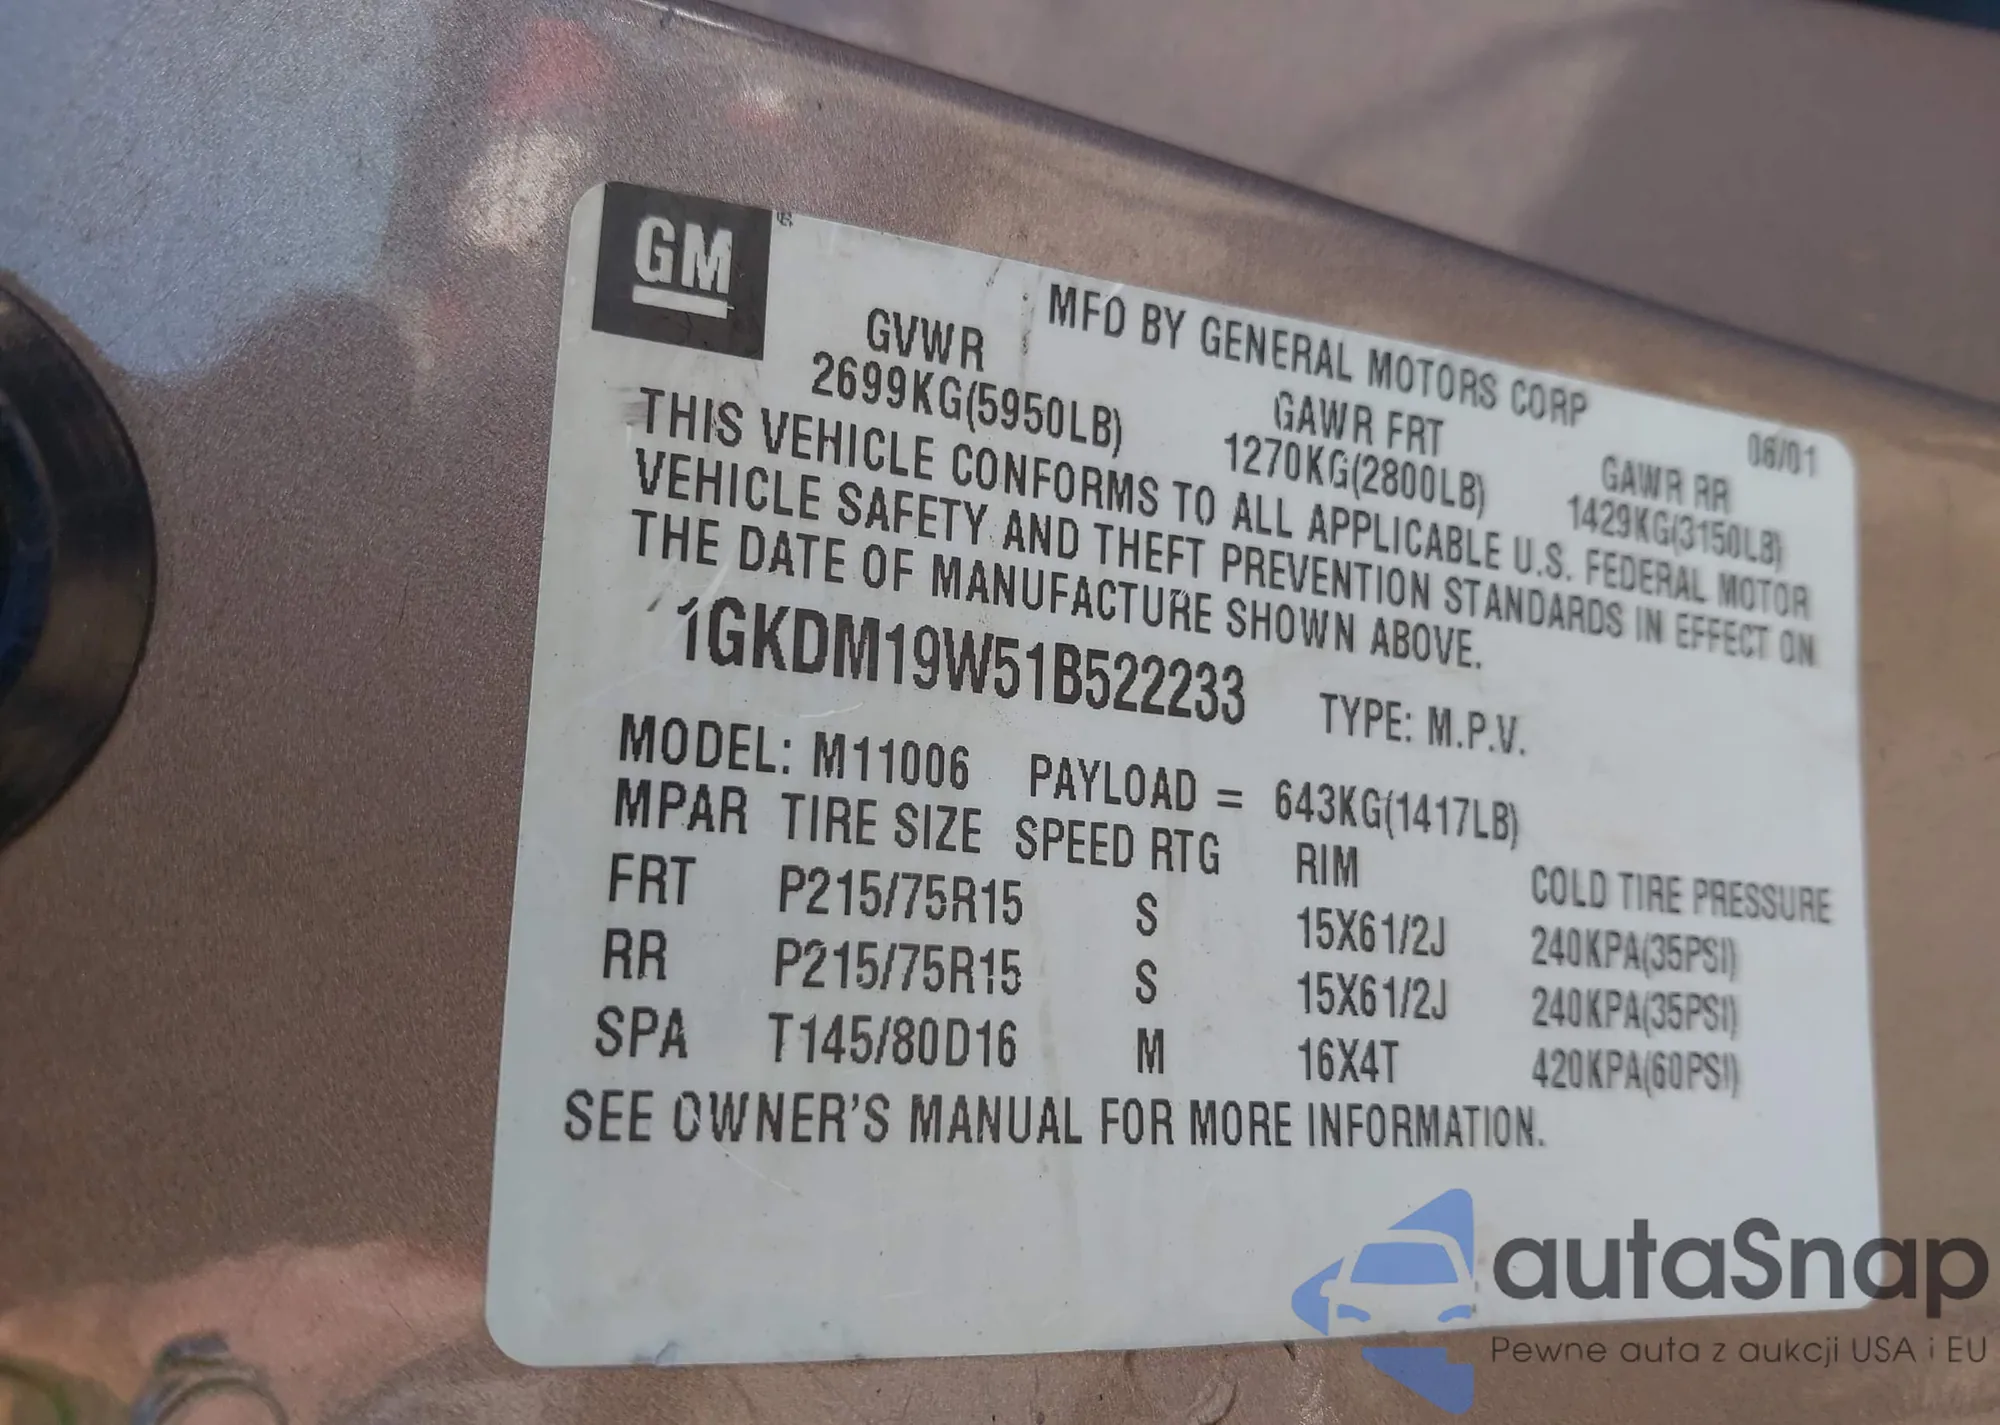 GM
MFD BY GENERAL MOTORS CORP
06/01
GVWR GAWR FRT GAWR RR
2699KG(5950LB) 1270KG(2800LB) 1429KG(3150LB)
THIS VEHICLE CONFORMS TO ALL APPLICABLE U.S. FEDERAL MOTOR
VEHICLE SAFETY AND THEFT PREVENTION STANDARDS IN EFFECT ON
THE DATE OF MANUFACTURE SHOWN ABOVE.
1GKDM19W51B522233 TYPE: M.P.V.
MODEL: M11006 PAYLOAD = 643KG(1417LB)
MPAR TIRE SIZE SPEED RTG RIM COLD TIRE PRESSURE
FRT P215/75R15 S 15X61/2J 240KPA(35PSI)
RR P215/75R15 S 15X61/2J 240KPA(35PSI)
SPA T145/80D16 M 16X4T 420KPA(60PSI)
SEE OWNER'S MANUAL FOR MORE INFORMATION.
autaSnap
Pewne auta z aukcji USA i EU